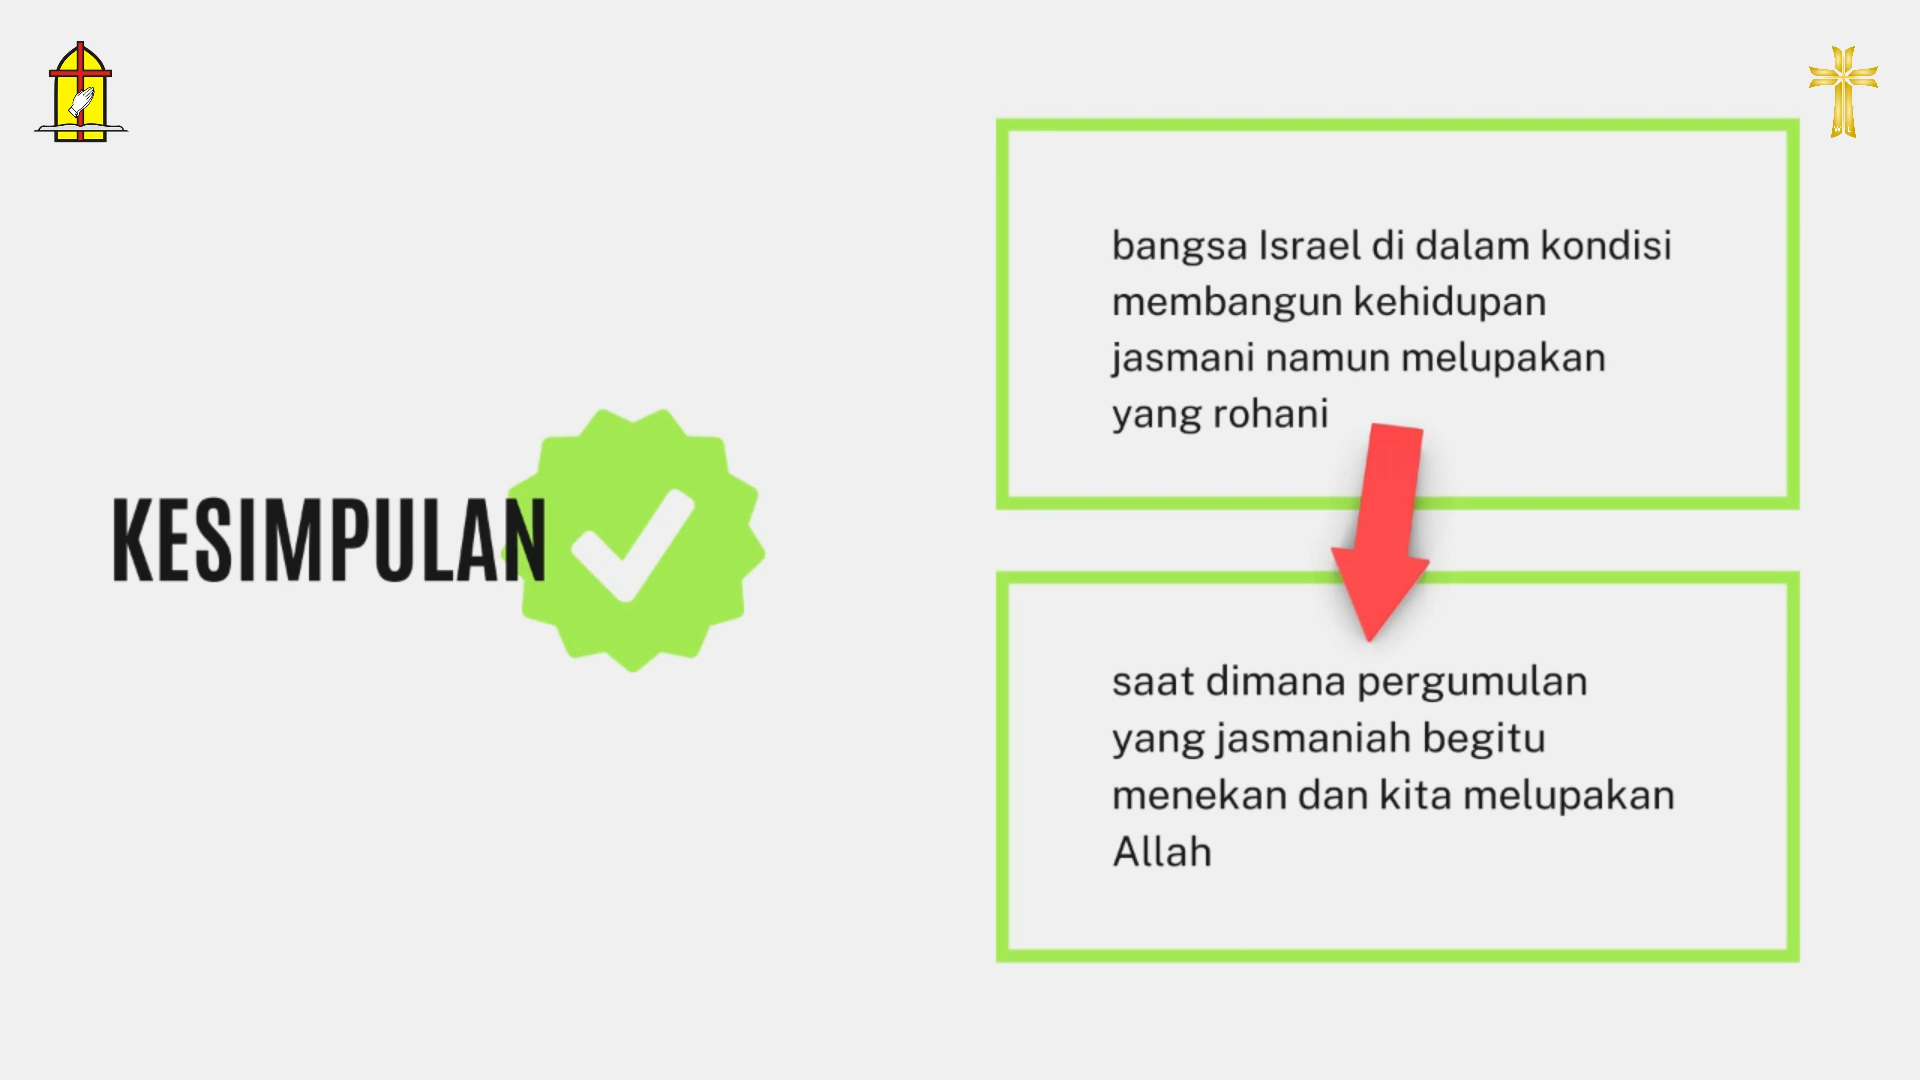 KESIMPULAN
bangsa Israel di dalam kondisi
membangun kehidupan
jasmani namun melupakan
yang rohani
saat dimana pergumulan
yang jasmaniah begitu
menekan dan kita melupakan
Allah